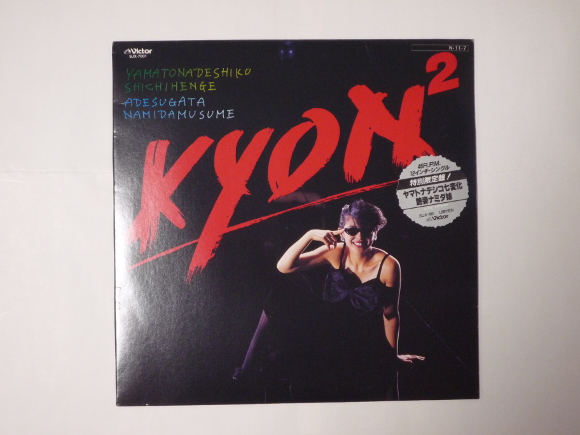 Victor
N-11-7
YAMATONADESHIKO
SHICHIHENGE
ADESUGATA
NAMIDAMUSUME
KYON²
45R.P.M.
12インチ・シングル
特別限定盤!
ヤマトナデシコ七変化
艶姿ナミダ娘
Victor